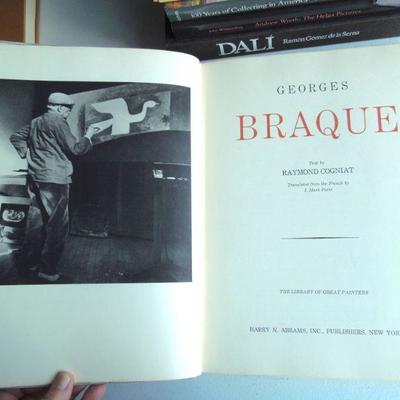 100 Years of Collecting in America
Andrew Wyeth: The Helga Pictures
DALÍ Ramón Gómez de la Serna
GEORGES
BRAQUE
Text by
RAYMOND COGNIAT
Translated from the French by
I. Mark Paris
THE LIBRARY OF GREAT PAINTERS
HARRY N. ABRAMS, INC., PUBLISHERS, NEW YORK